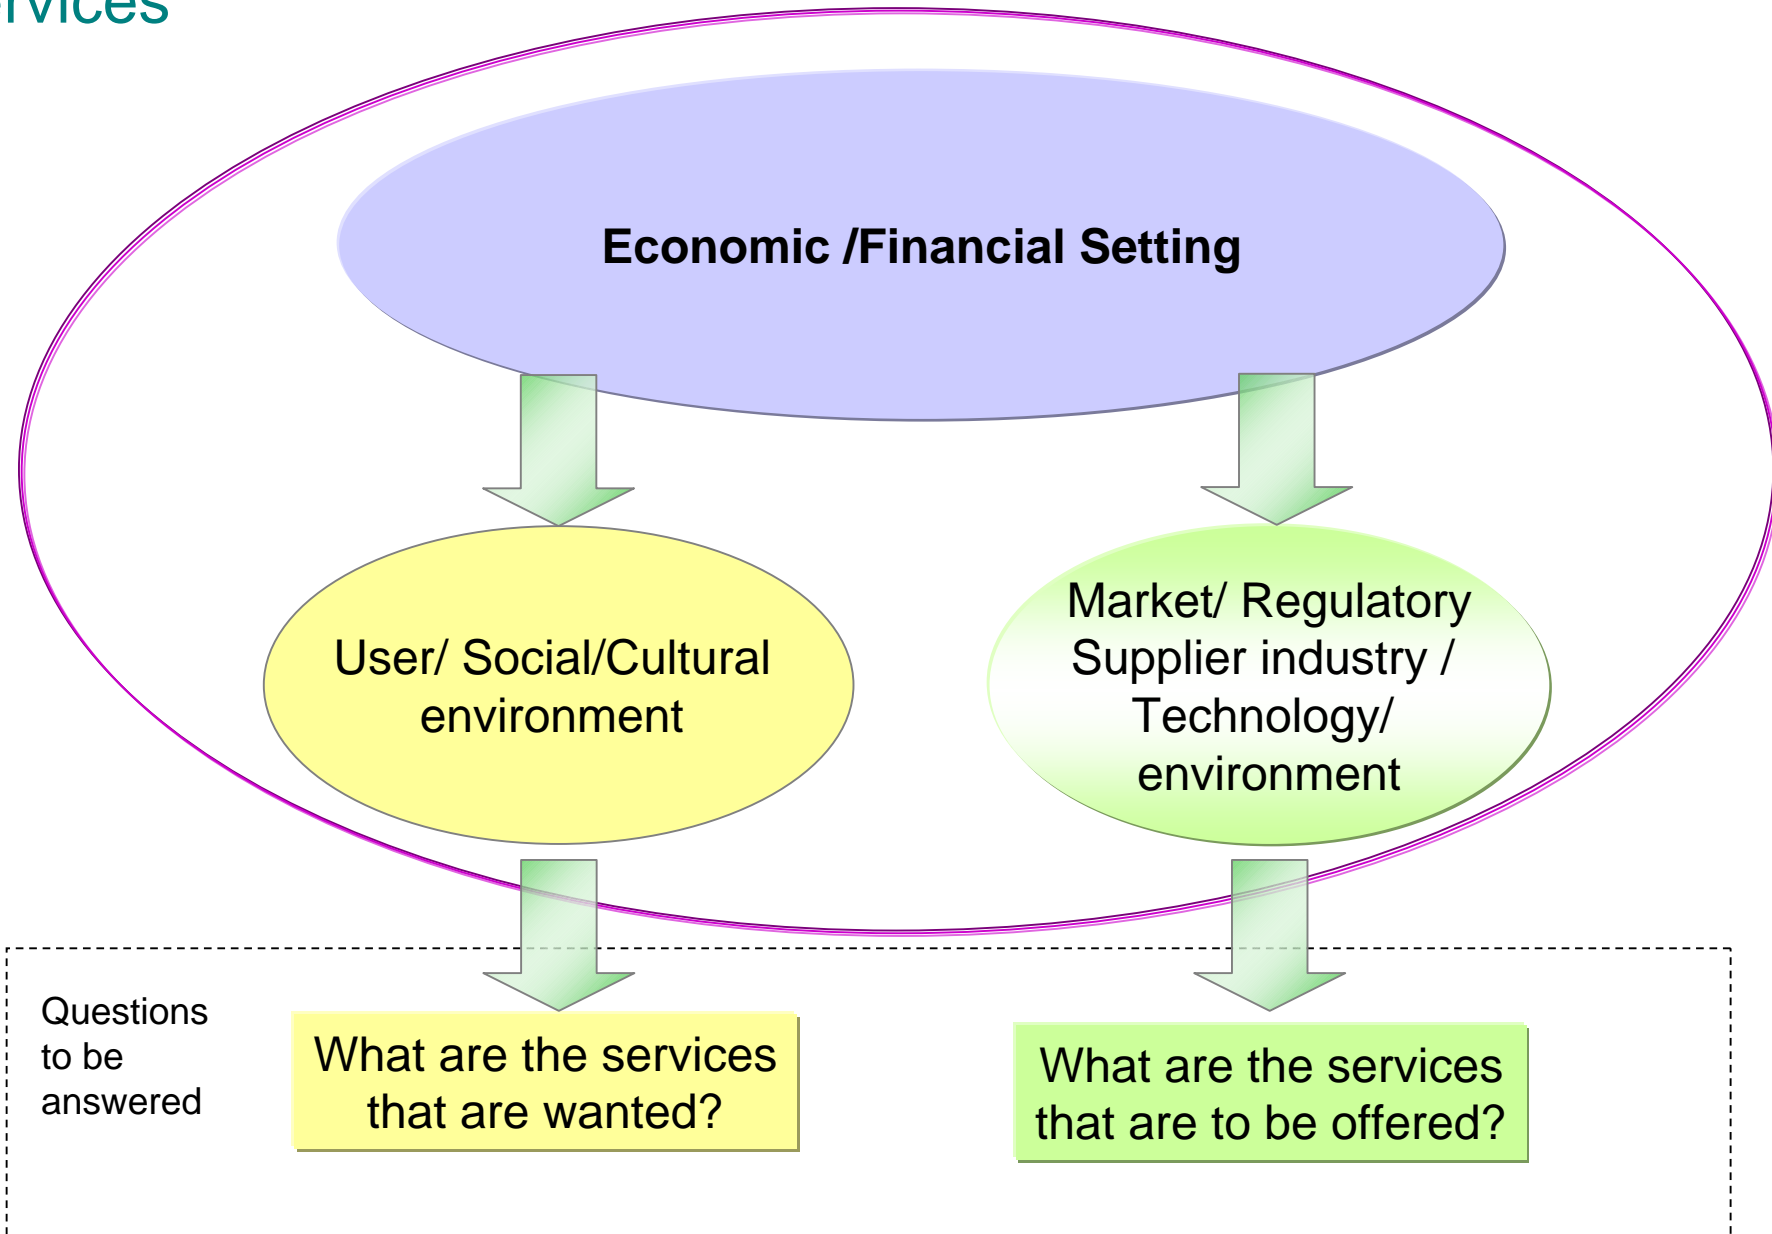 Economic /Financial Setting
User/ Social/Cultural
environment
Market/ Regulatory
Supplier industry /
Technology/
environment
Questions
to be
answered
What are the services
that are wanted?
What are the services
that are to be offered?